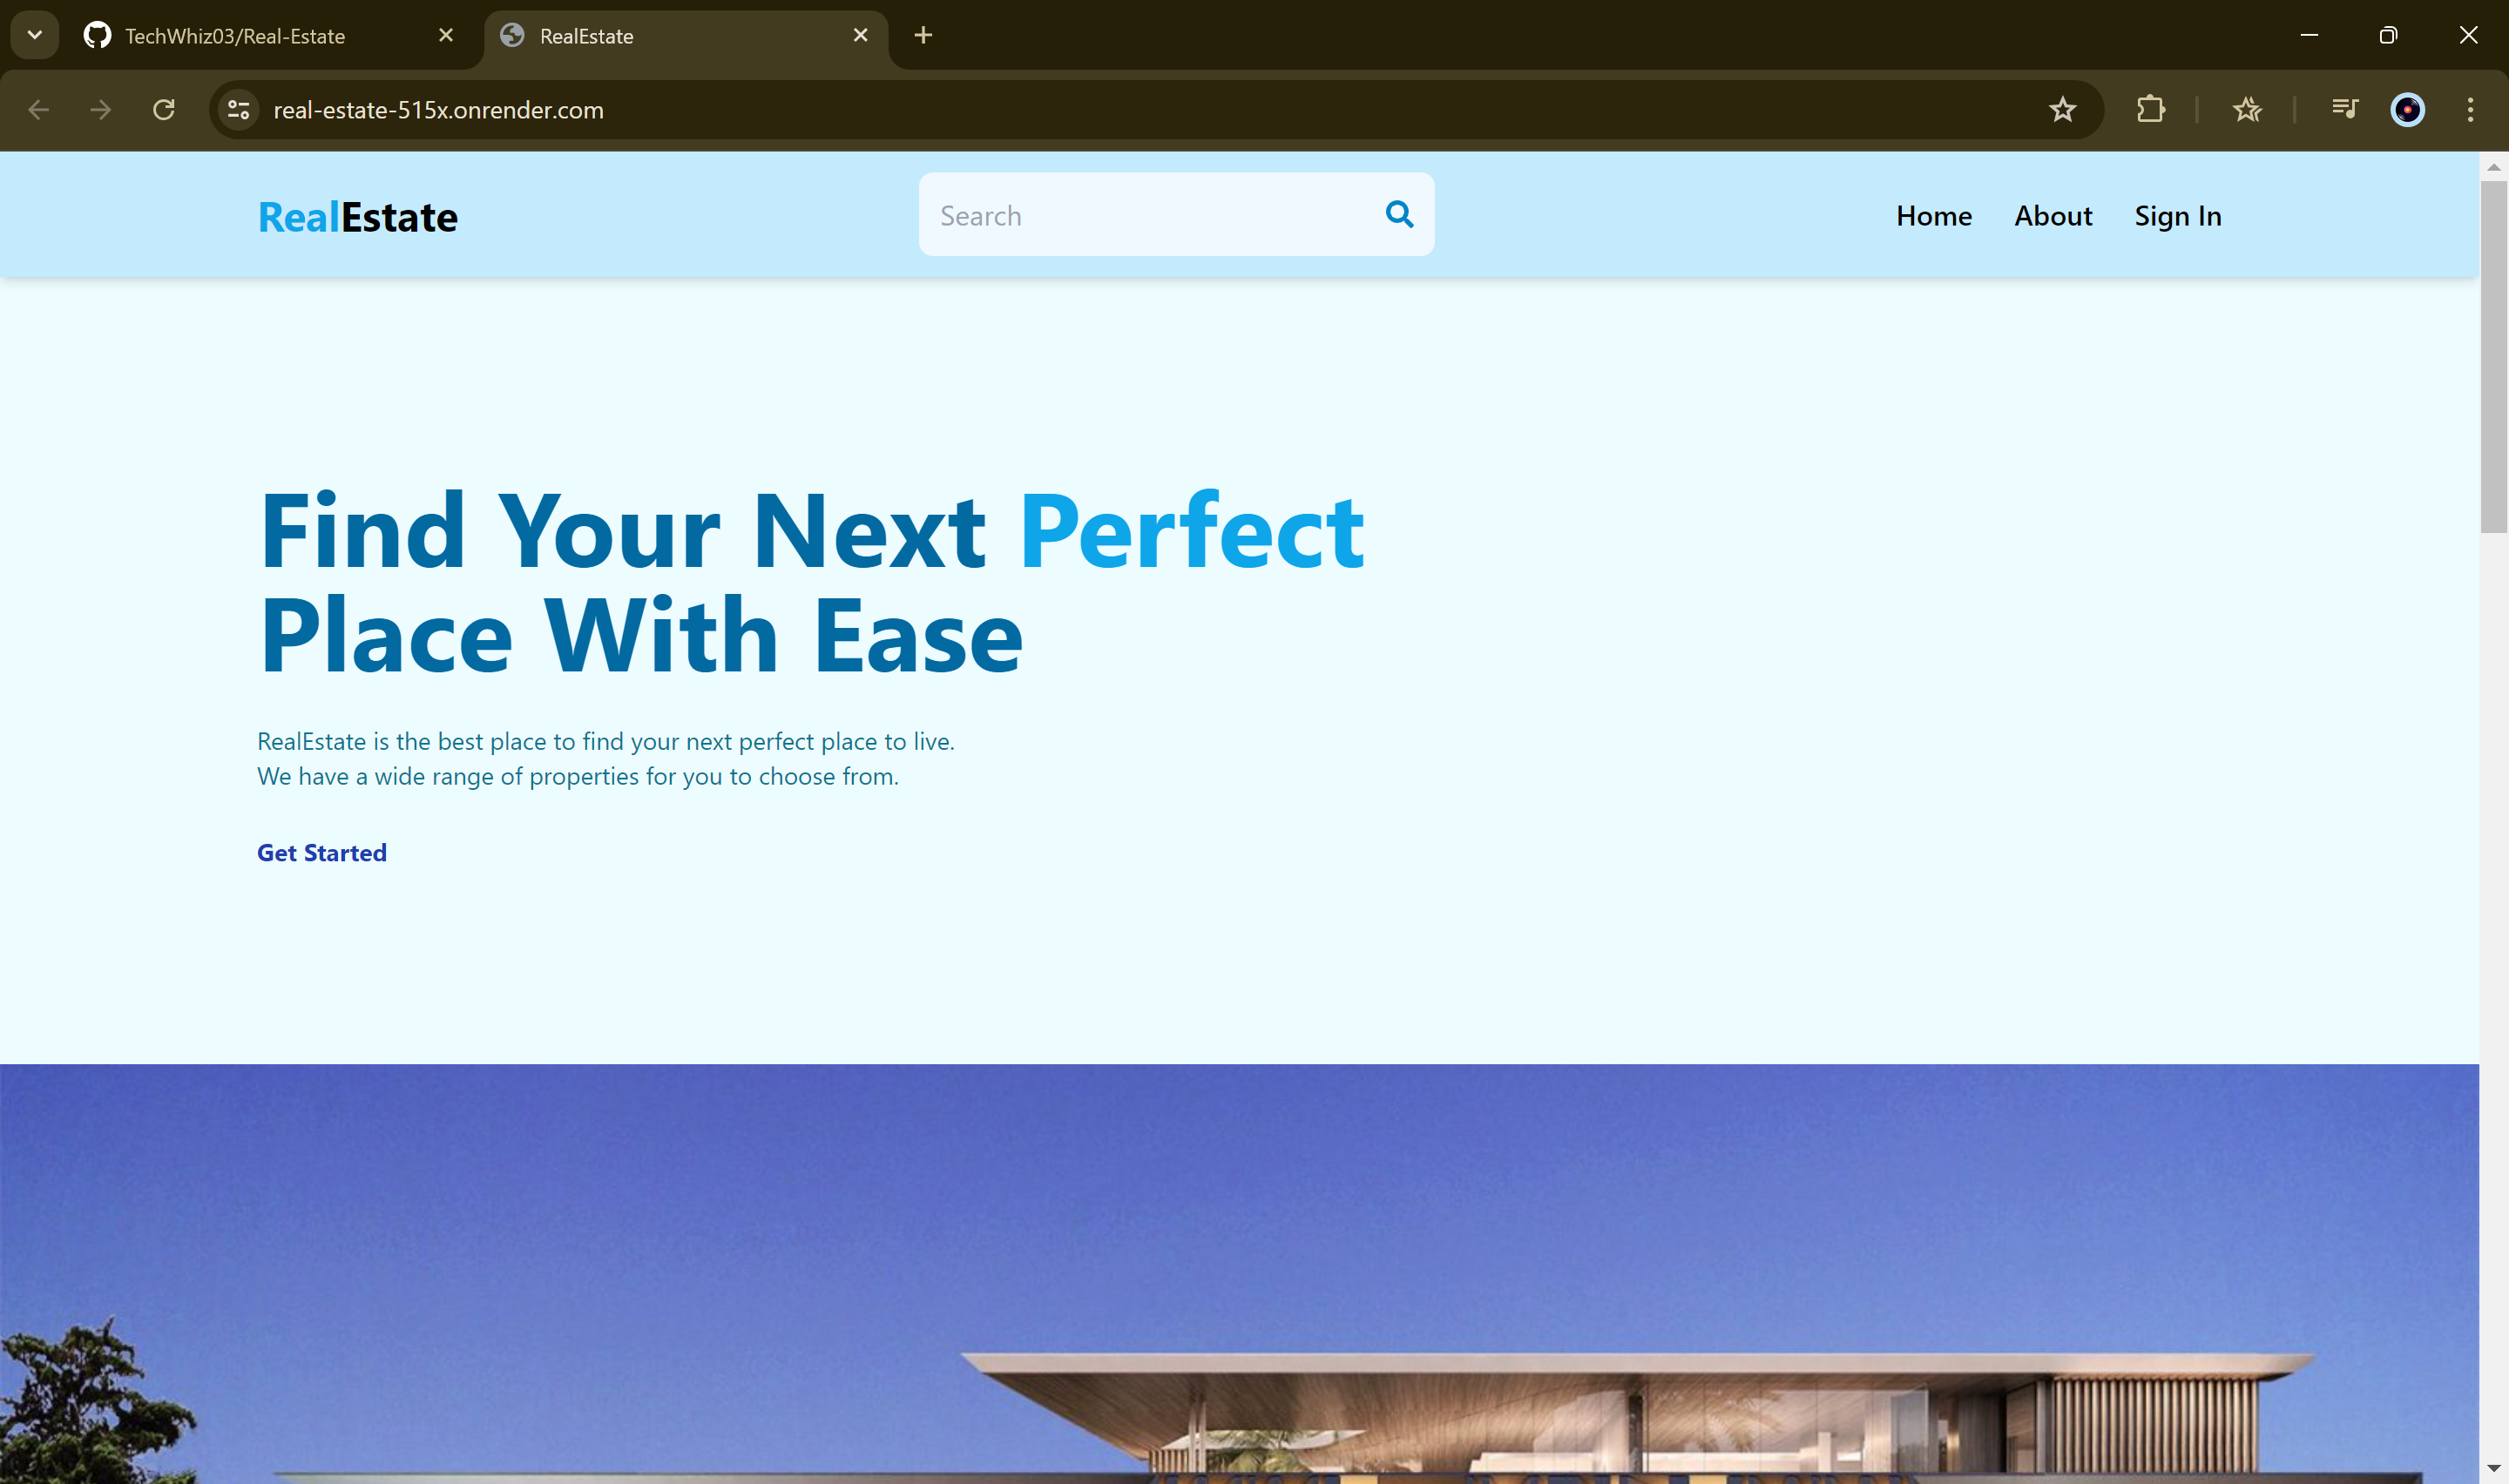 TechWhiz03/Real-Estate
RealEstate
real-estate-515x.onrender.com
RealEstate
Search
Home
About
Sign In
Find Your Next Perfect
Place With Ease
RealEstate is the best place to find your next perfect place to live.
We have a wide range of properties for you to choose from.
Get Started